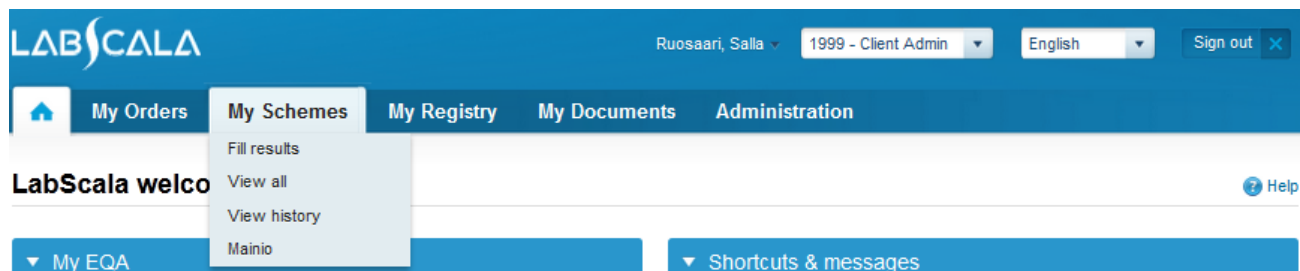 LABSCALA
Ruosaari, Salla 1999 - Client Admin English Sign out
My Orders My Schemes My Registry My Documents Administration
Fill results
View all
View history
Mainio
LabScala welco
Help
My EQA
Shortcuts & messages